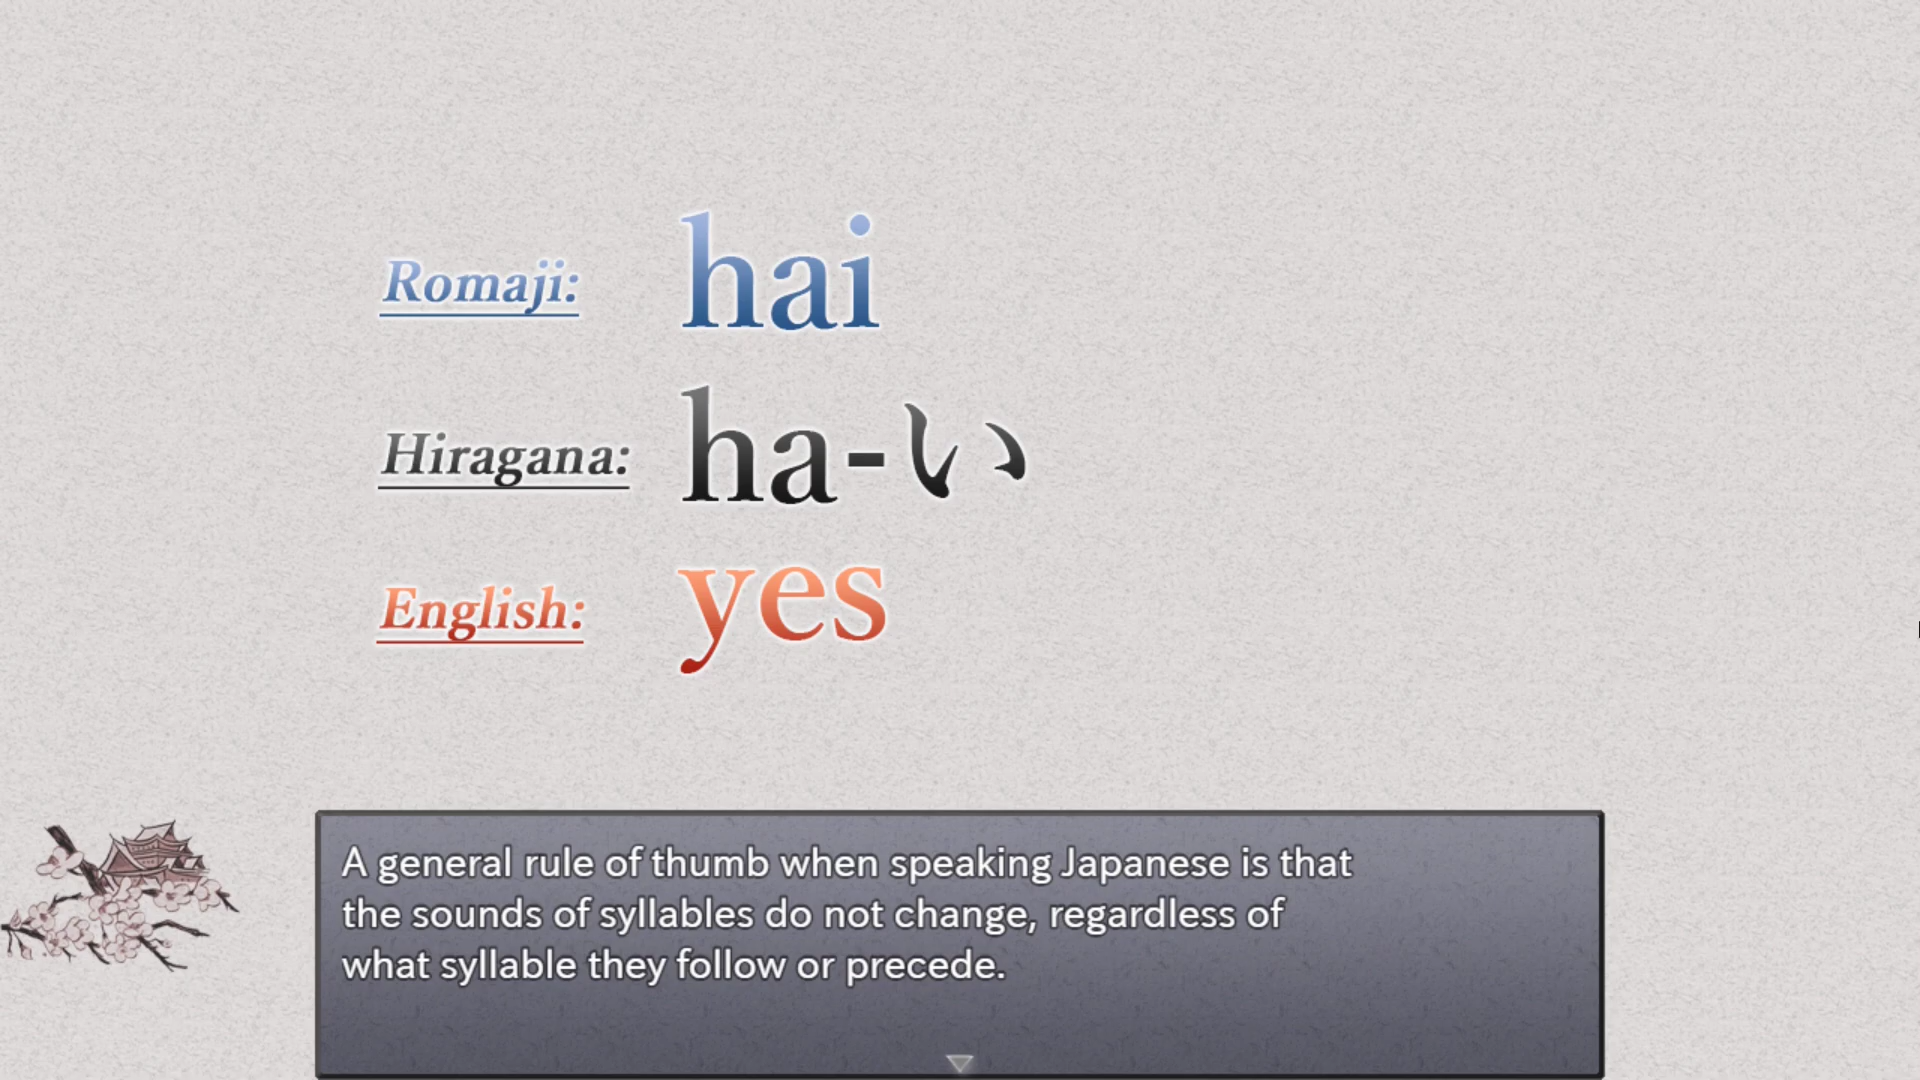 Romaji: hai
Hiragana: ha-い
English: yes
A general rule of thumb when speaking Japanese is that
the sounds of syllables do not change, regardless of
what syllable they follow or precede.